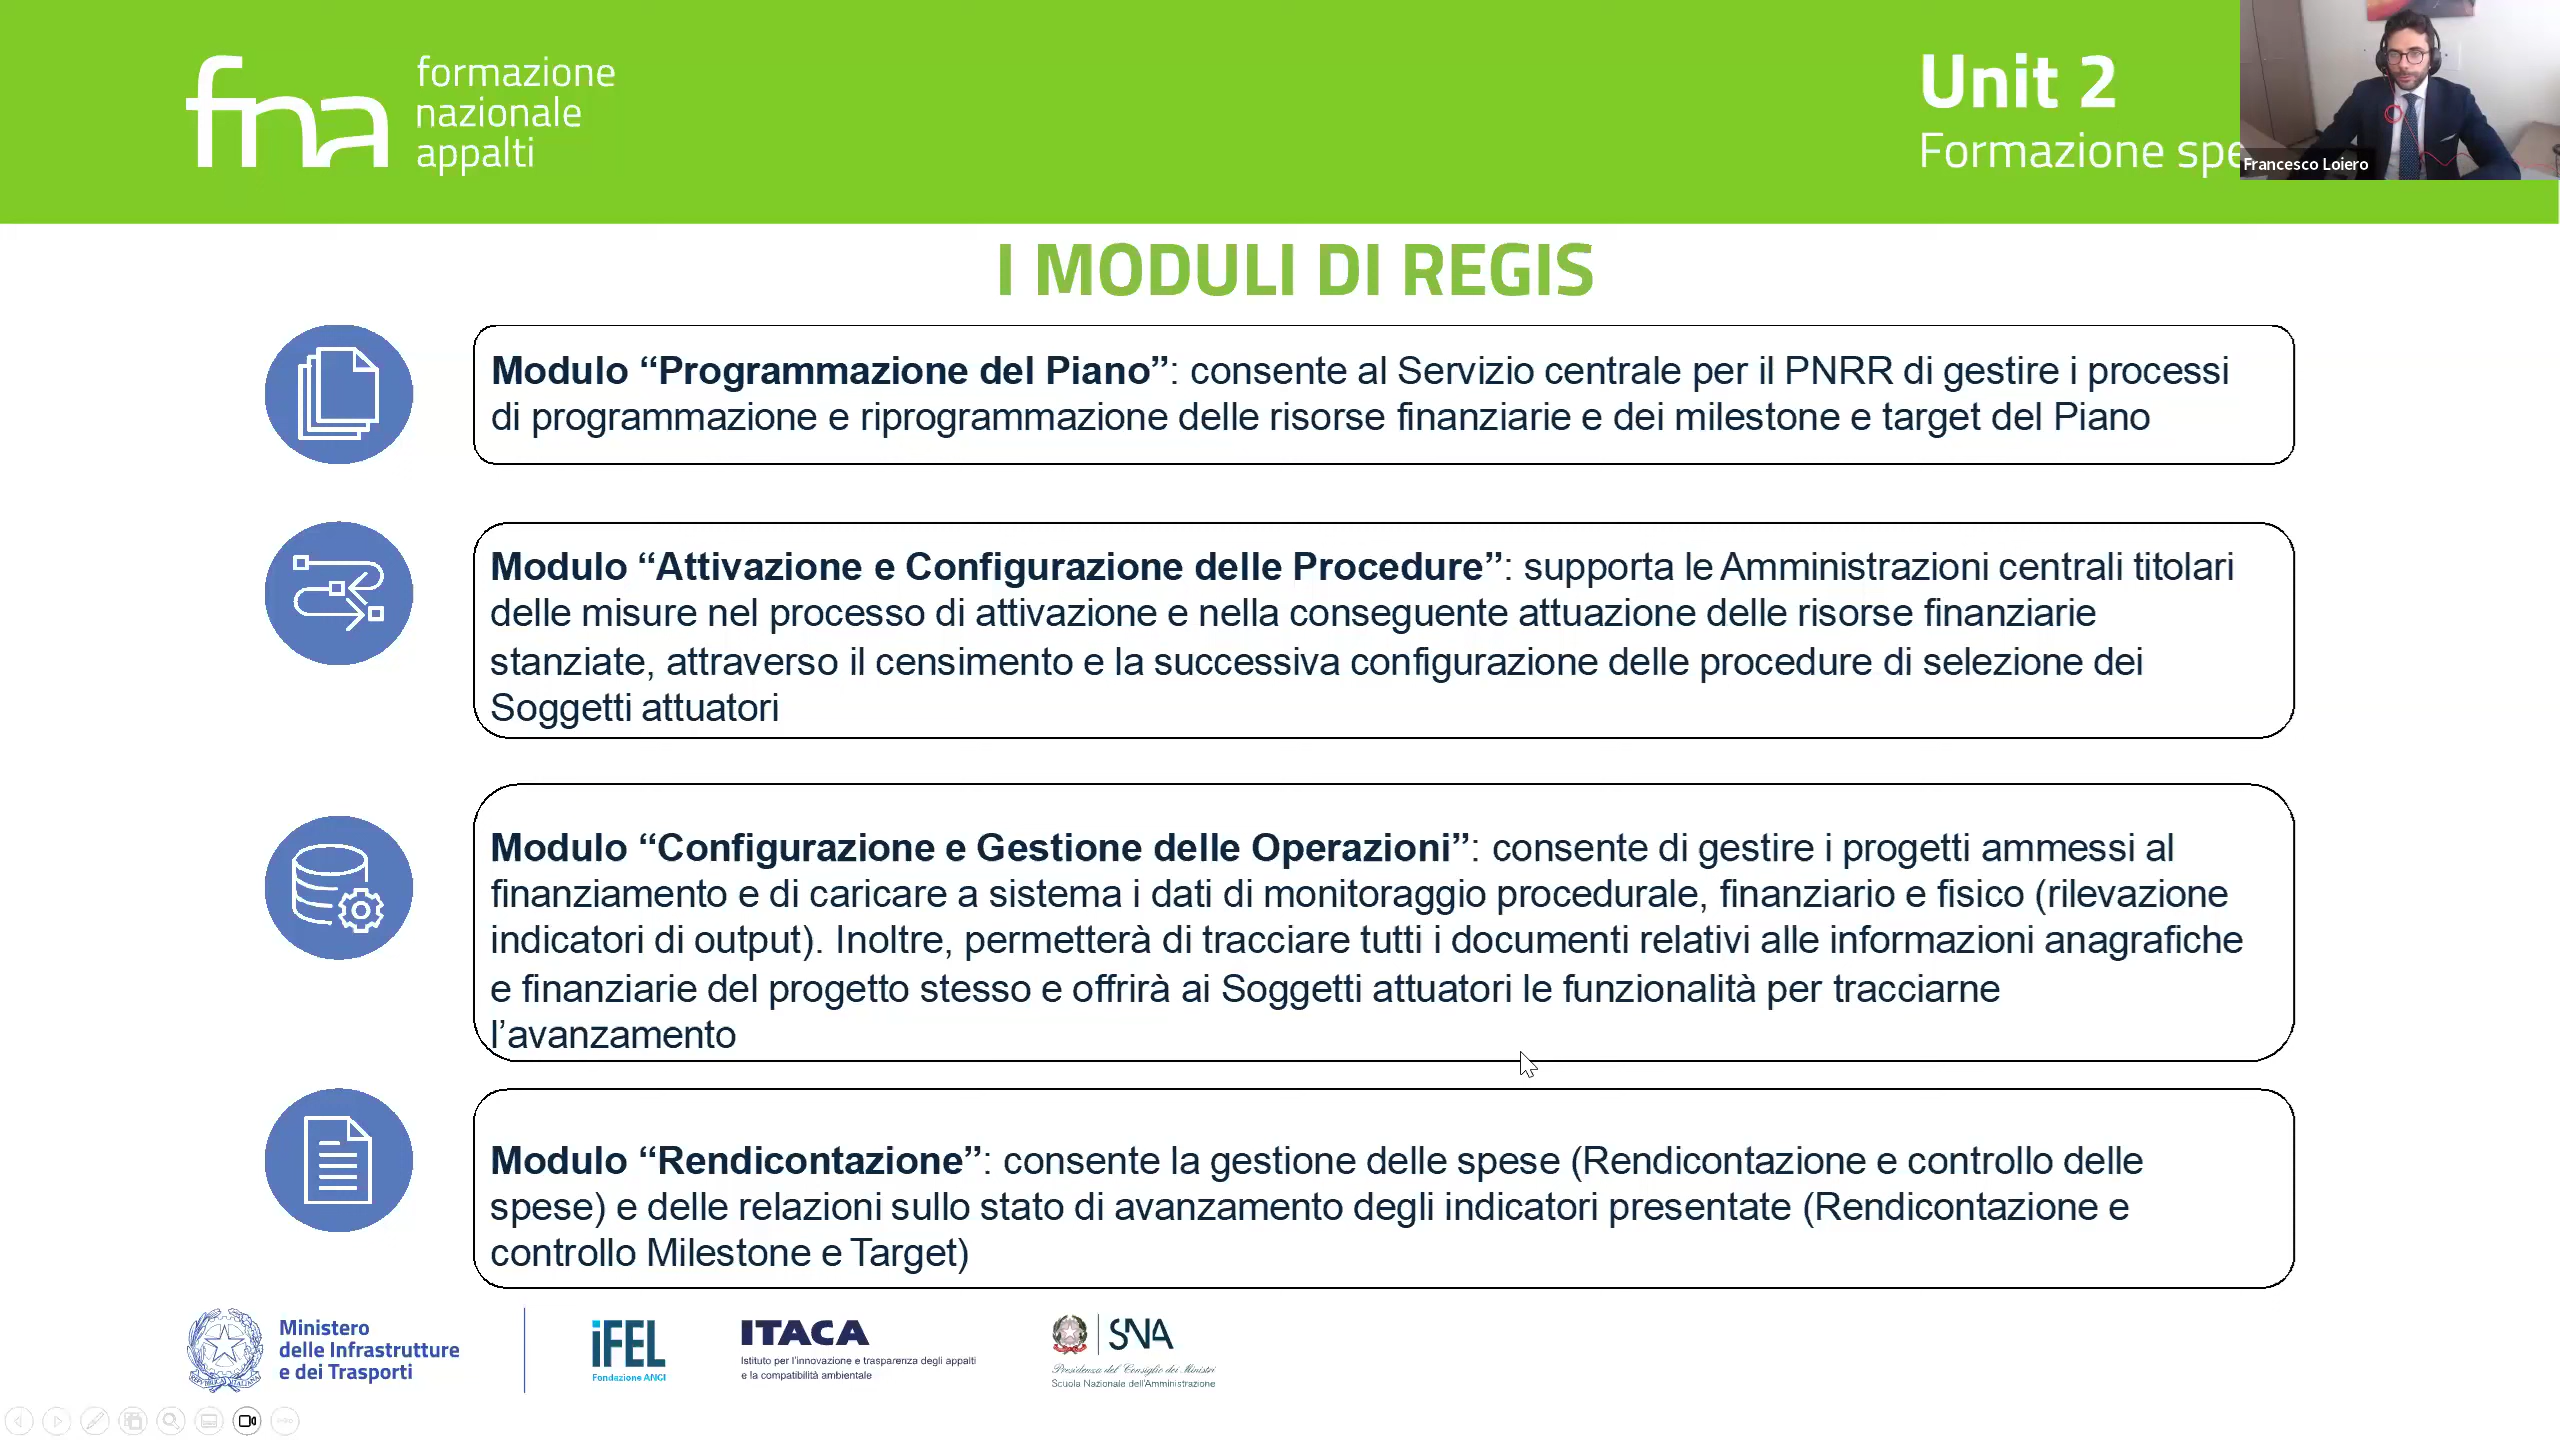 fna
formazione
nazionale
appalti
Unit 2
Formazione spe
Francesco Loiero
I MODULI DI REGIS
Modulo “Programmazione del Piano”: consente al Servizio centrale per il PNRR di gestire i processi
di programmazione e riprogrammazione delle risorse finanziarie e dei milestone e target del Piano
Modulo “Attivazione e Configurazione delle Procedure”: supporta le Amministrazioni centrali titolari
delle misure nel processo di attivazione e nella conseguente attuazione delle risorse finanziarie
stanziate, attraverso il censimento e la successiva configurazione delle procedure di selezione dei
Soggetti attuatori
Modulo “Configurazione e Gestione delle Operazioni”: consente di gestire i progetti ammessi al
finanziamento e di caricare a sistema i dati di monitoraggio procedurale, finanziario e fisico (rilevazione
indicatori di output). Inoltre, permetterà di tracciare tutti i documenti relativi alle informazioni anagrafiche
e finanziarie del progetto stesso e offrirà ai Soggetti attuatori le funzionalità per tracciarne
l’avanzamento
Modulo “Rendicontazione”: consente la gestione delle spese (Rendicontazione e controllo delle
spese) e delle relazioni sullo stato di avanzamento degli indicatori presentate (Rendicontazione e
controllo Milestone e Target)
Ministero
delle Infrastrutture
e dei Trasporti
iFEL
Fondazione ANCI
ITACA
Istituto per l'innovazione e trasparenza degli appalti
e la compatibilità ambientale
SNA
Presidenza del Consiglio dei Ministri
Scuola Nazionale dell'Amministrazione